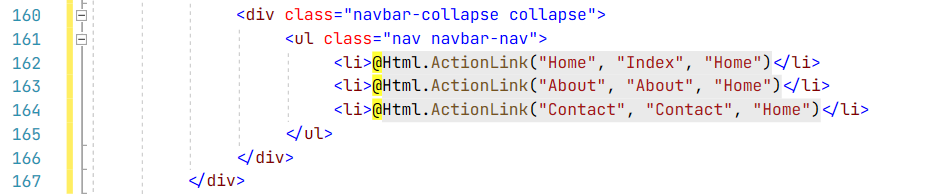 160 <div class="navbar-collapse collapse">
161 <ul class="nav navbar-nav">
162 <li>@Html.ActionLink("Home", "Index", "Home")</li>
163 <li>@Html.ActionLink("About", "About", "Home")</li>
164 <li>@Html.ActionLink("Contact", "Contact", "Home")</li>
165 </ul>
166 </div>
167 </div>